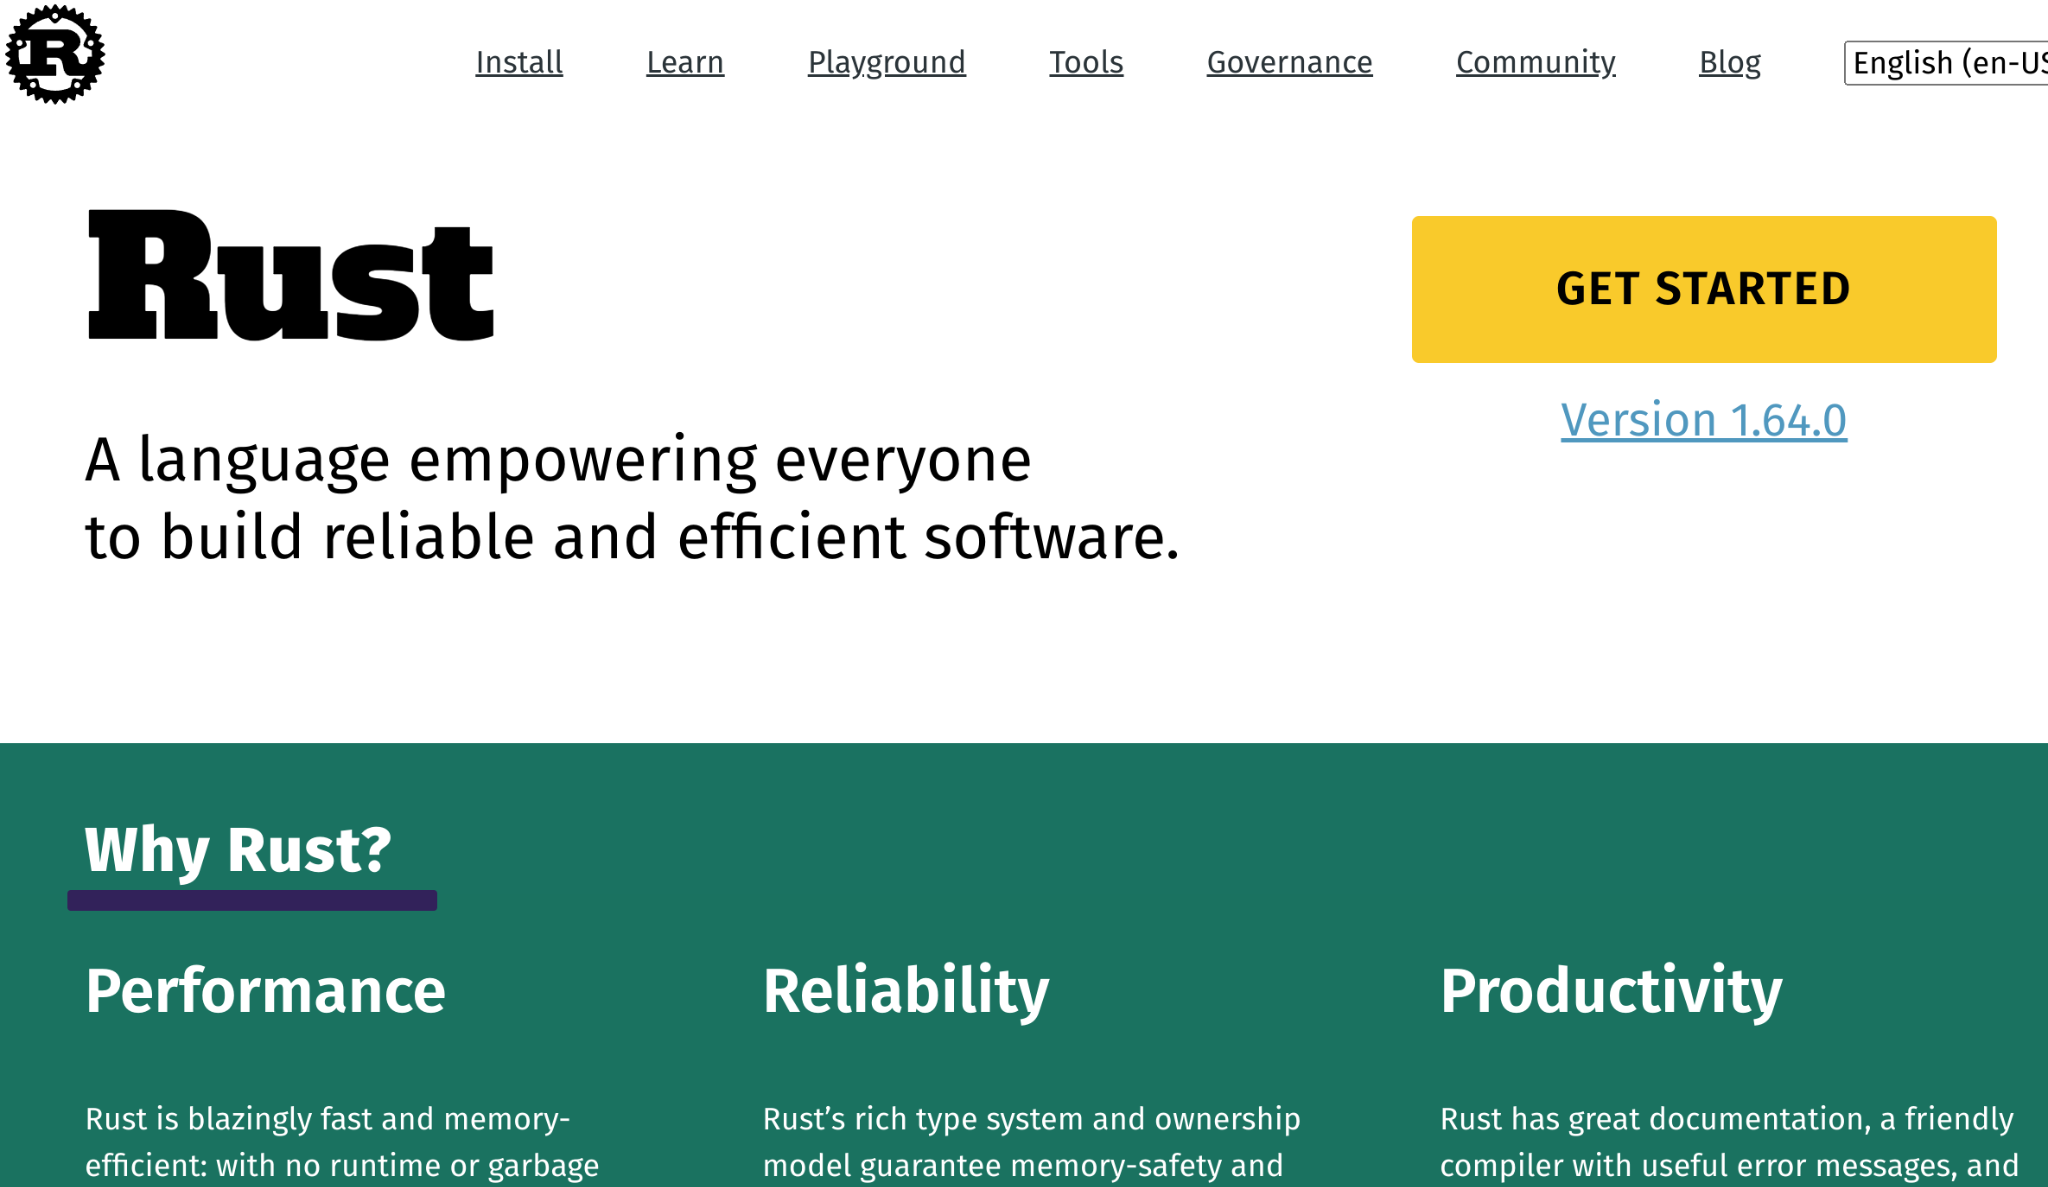 R
Install Learn Playground Tools Governance Community Blog English (en-US
Rust
GET STARTED
Version 1.64.0
A language empowering everyone
to build reliable and efficient software.
Why Rust?
Performance
Rust is blazingly fast and memory-
efficient: with no runtime or garbage
Reliability
Rust’s rich type system and ownership
model guarantee memory-safety and
Productivity
Rust has great documentation, a friendly
compiler with useful error messages, and